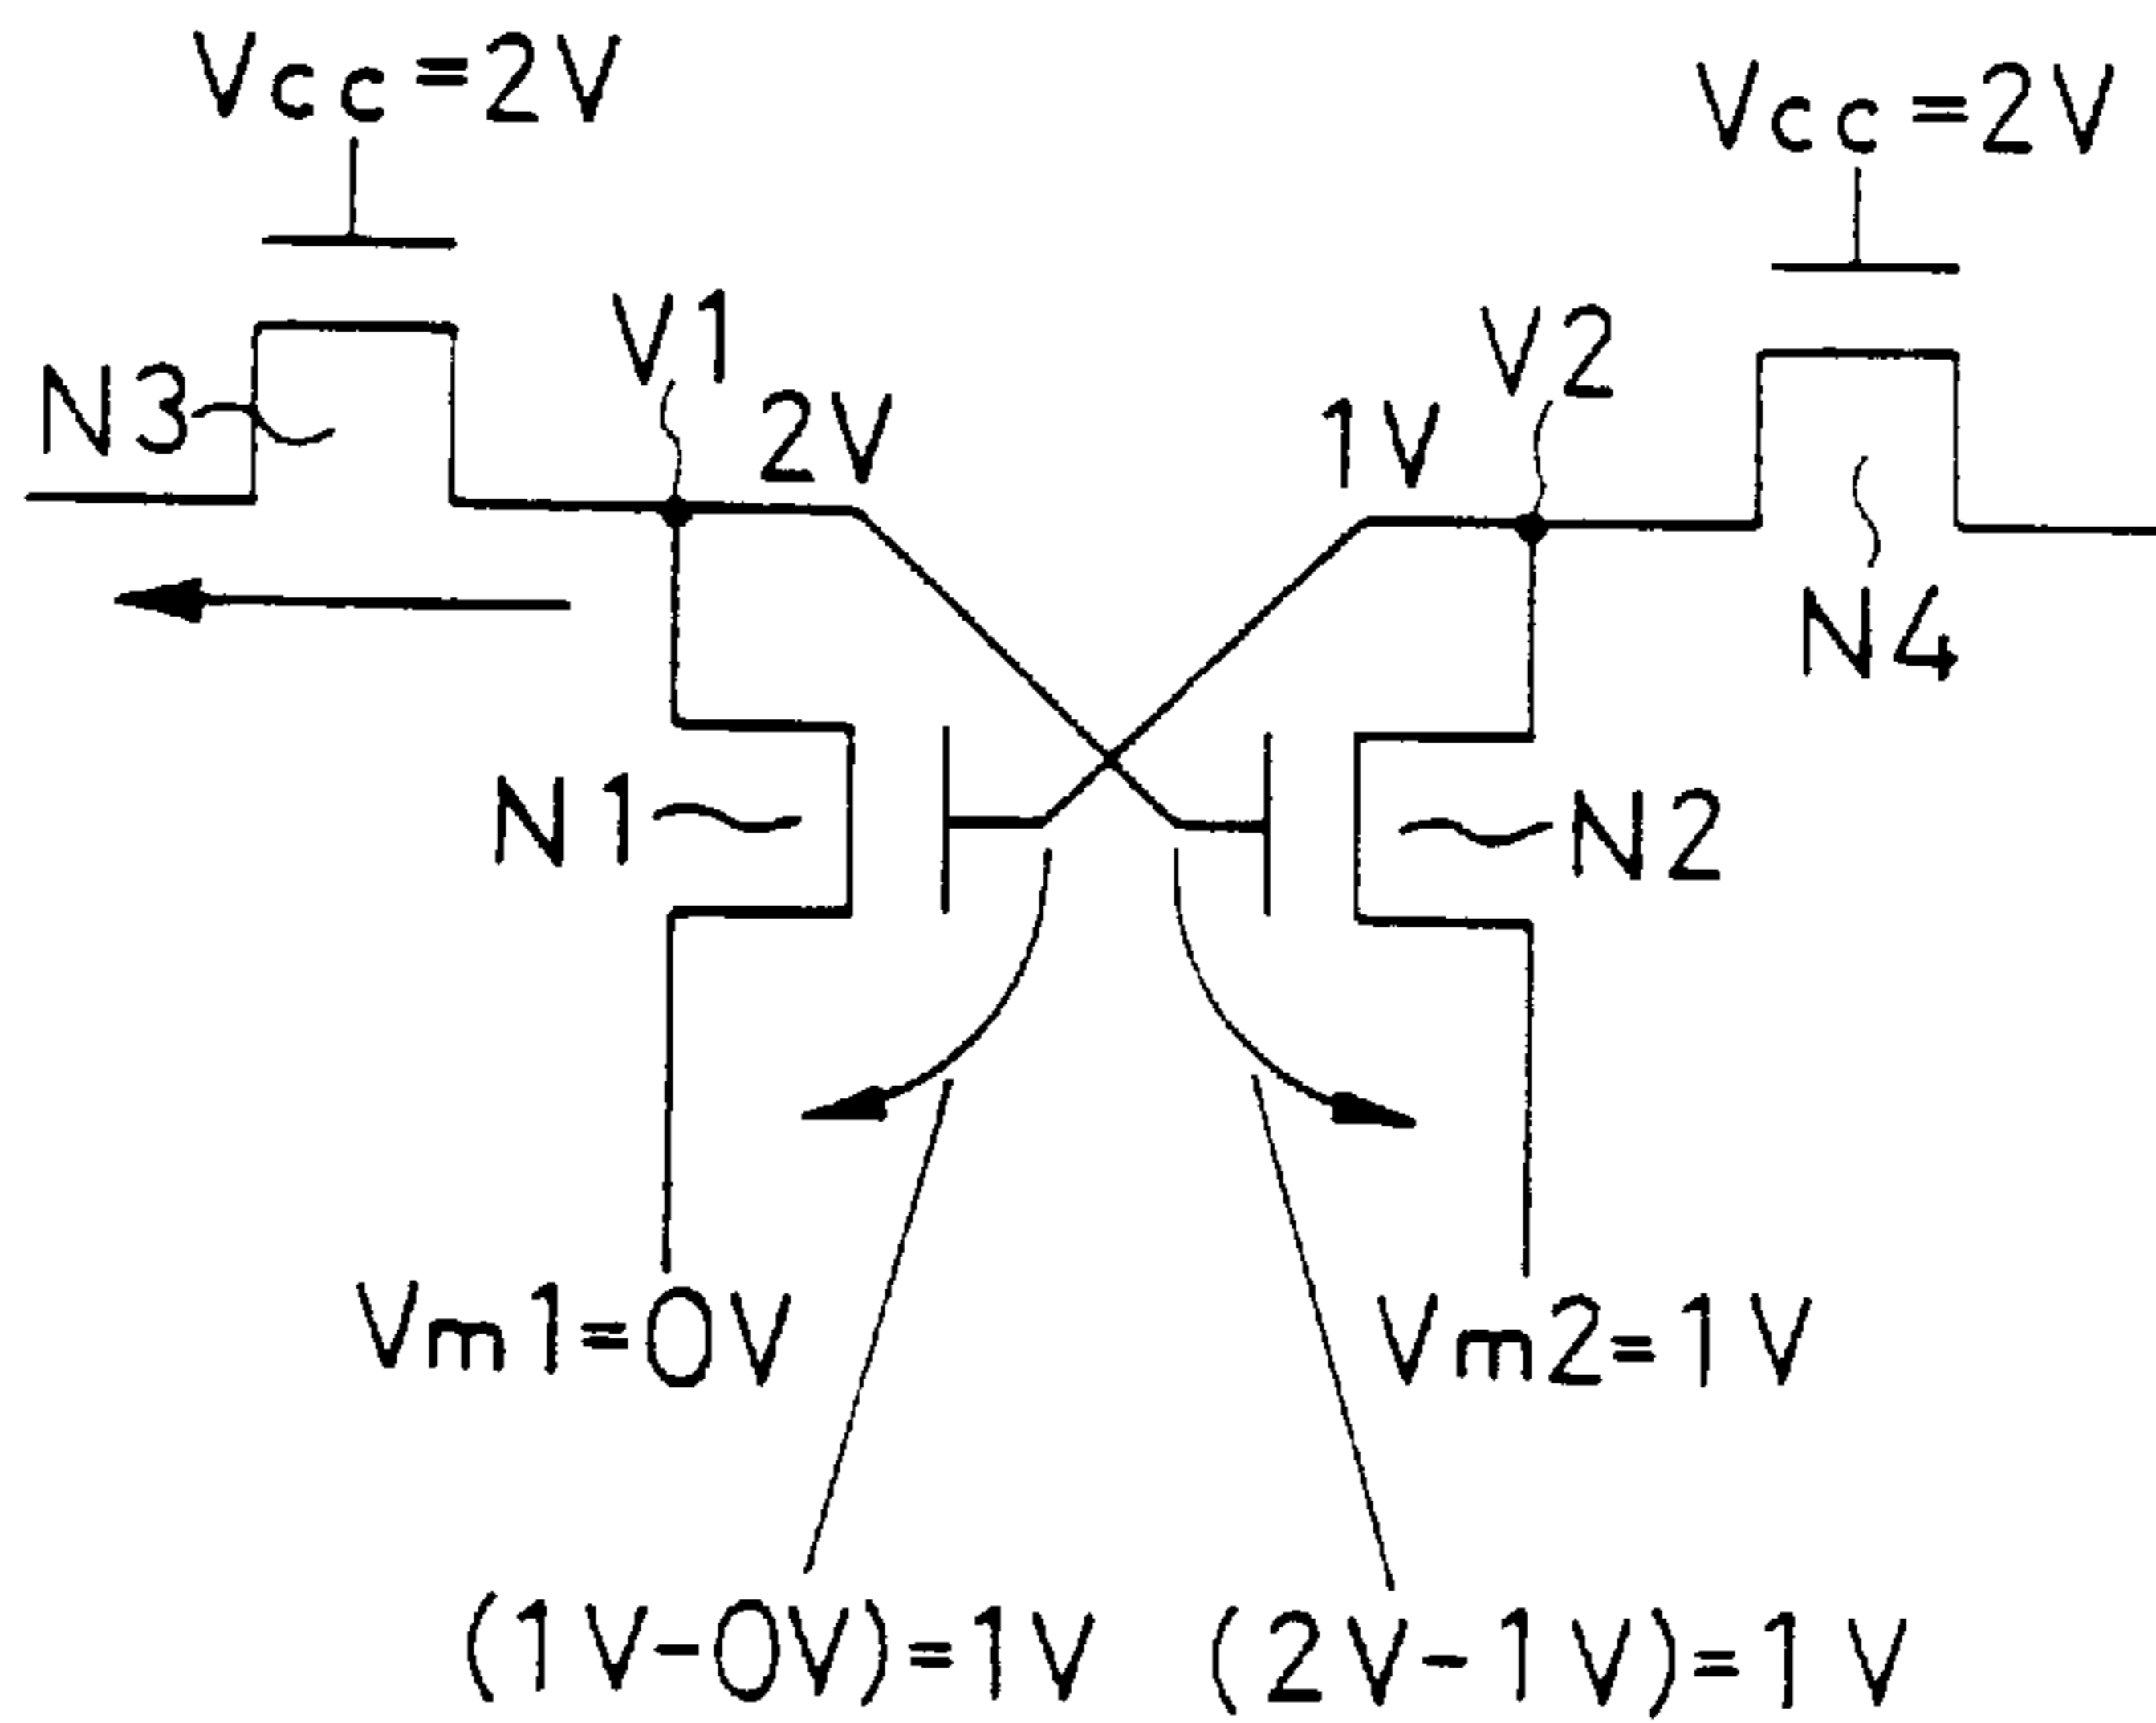 Vcc=2V
Vcc=2V
V1
V2
2V
1V
N3
N4
N1
N2
Vm1=0V
Vm2=1V
(1V-0V)=1V
(2V-1V)=1V